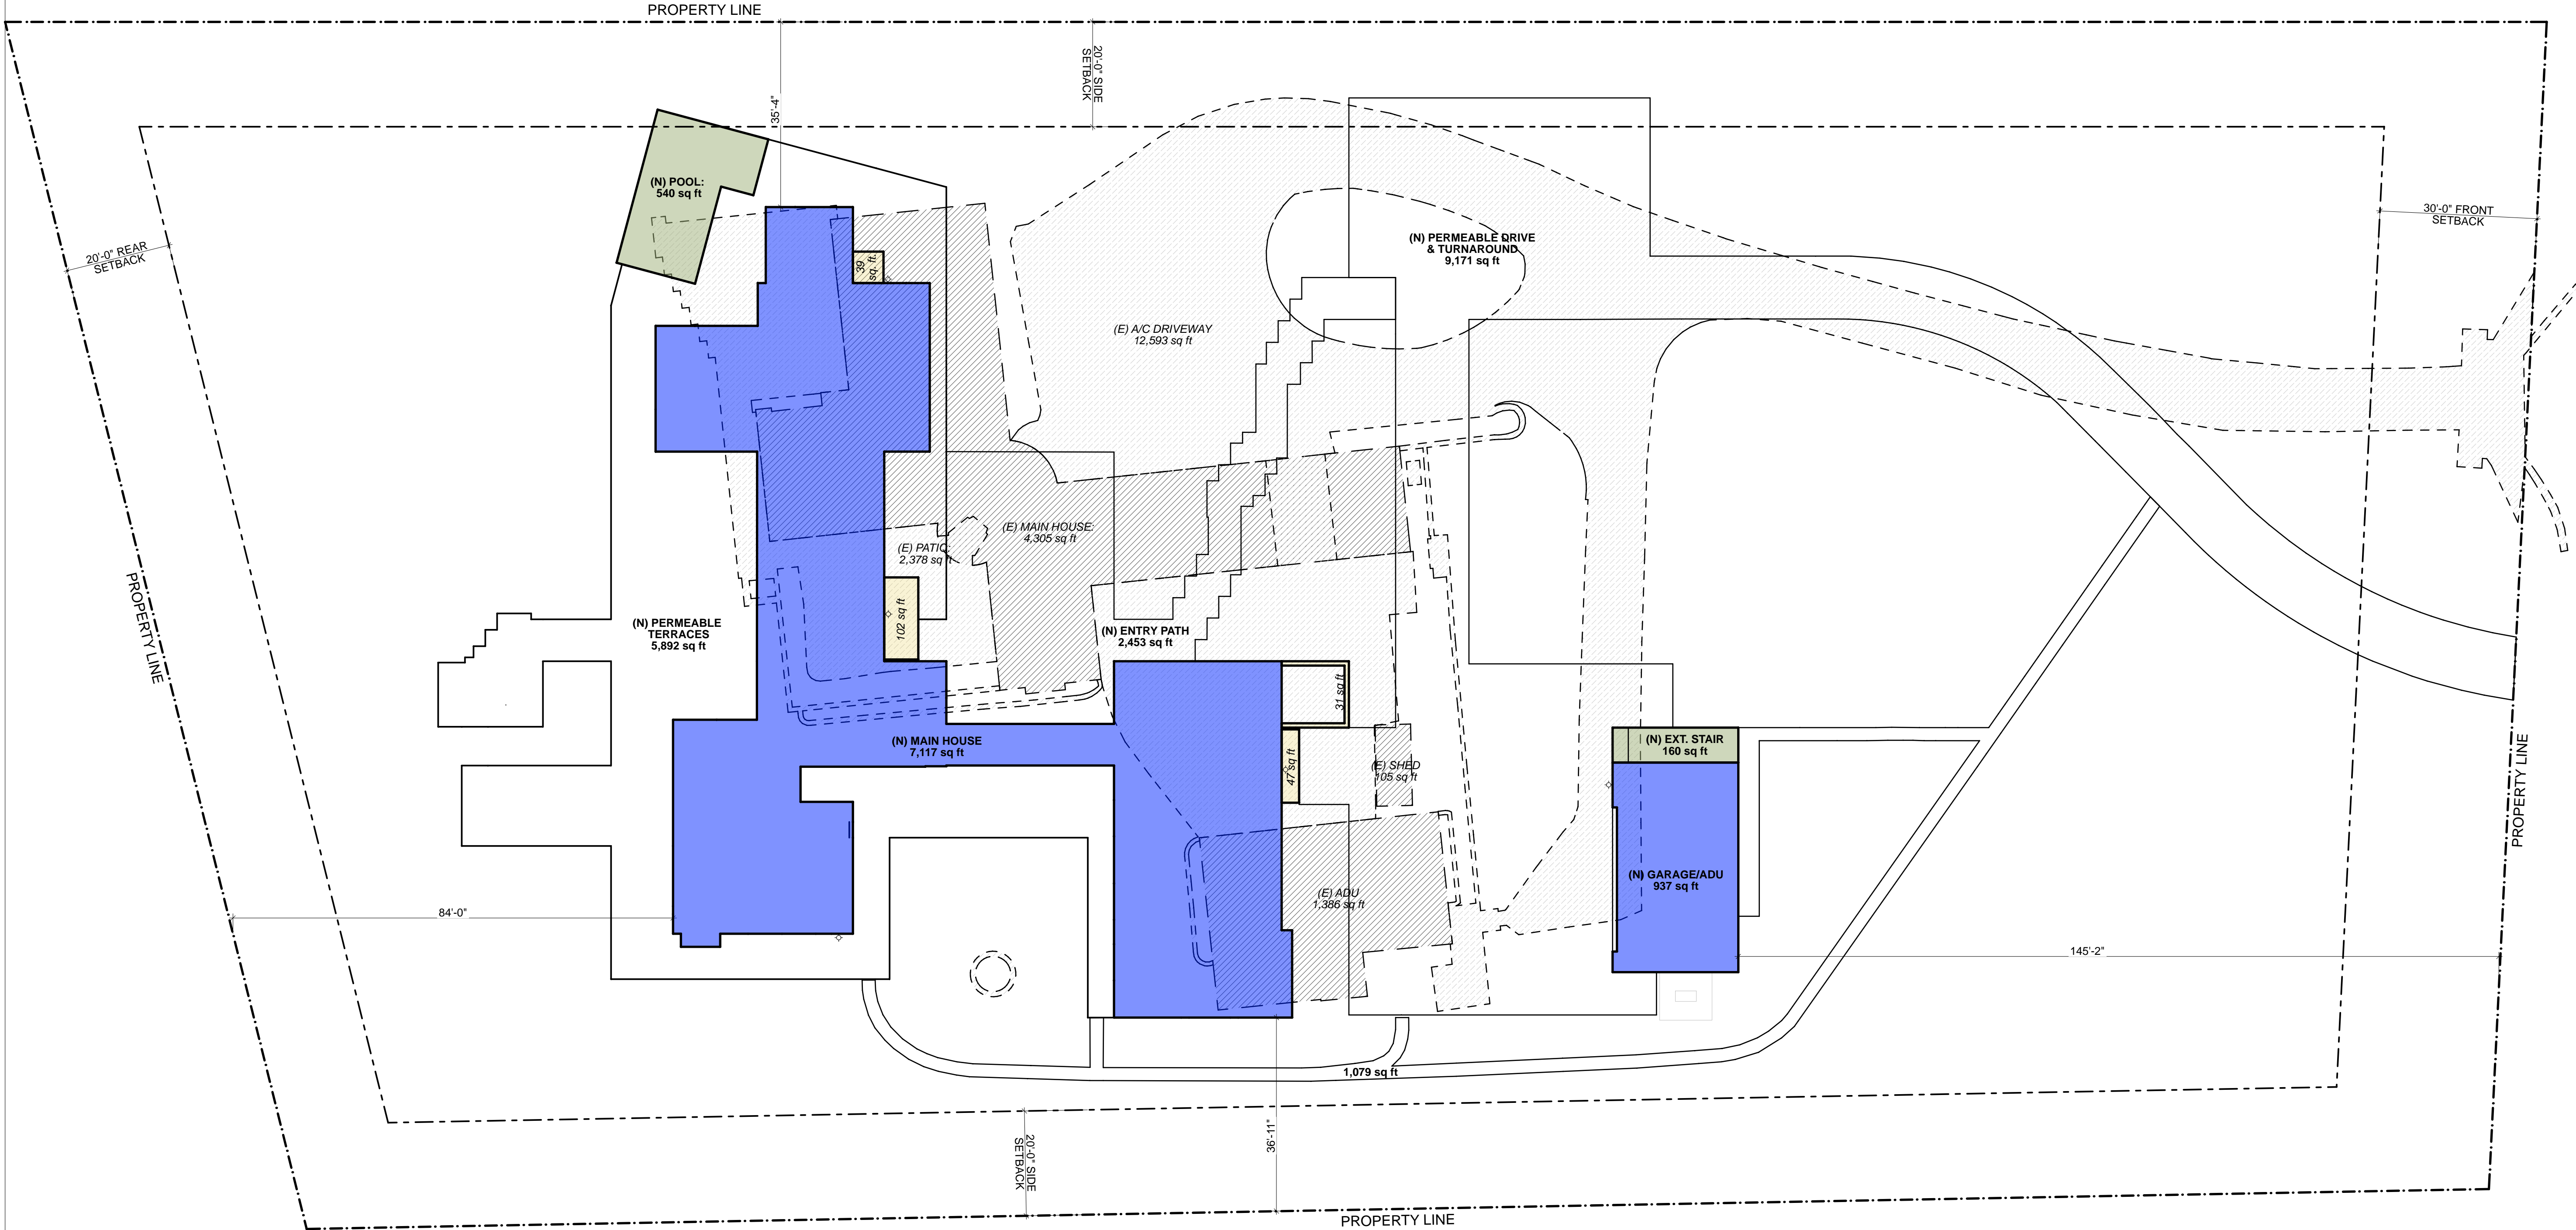 PROPERTY LINE
20'-0" SIDE
SETBACK
35'-4"
(N) POOL:
540 sq ft
30'-0" FRONT
SETBACK
20'-0" REAR
SETBACK
39
sq. ft.
(N) PERMEABLE DRIVE
& TURNAROUND
9,171 sq ft
(E) A/C DRIVEWAY
12,593 sq ft
(E) MAIN HOUSE:
4,305 sq ft
(E) PATIO:
2,378 sq ft
PROPERTY LINE
102 sq ft
(N) PERMEABLE
TERRACES
5,892 sq ft
(N) ENTRY PATH
2,453 sq ft
31 sq ft
(N) MAIN HOUSE
7,117 sq ft
47 sq ft
(E) SHED
105 sq ft
(N) EXT. STAIR
160 sq ft
PROPERTY LINE
(N) GARAGE/ADU
937 sq ft
(E) ADU
1,386 sq ft
84'-0"
145'-2"
1,079 sq ft
20'-0" SIDE
SETBACK
36'-11"
PROPERTY LINE